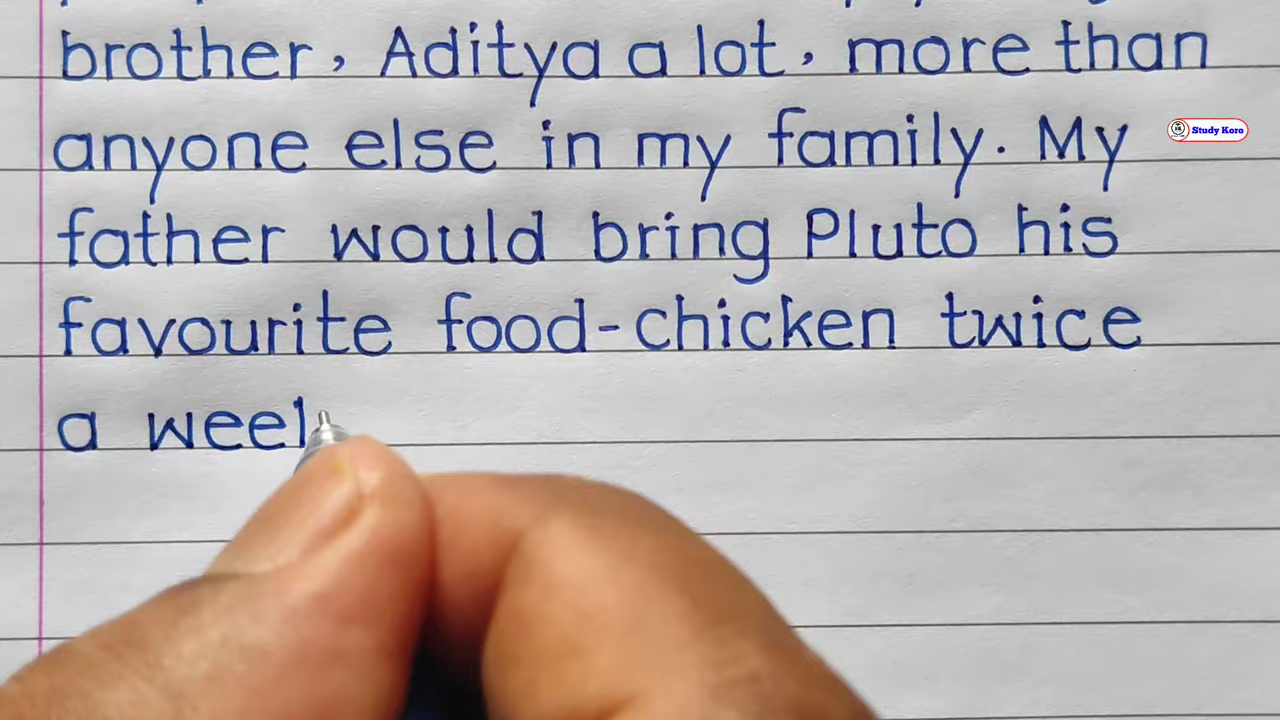 brother, Aditya a lot, more than
anyone else in my family. My
Study Koro
father would bring Pluto his
favourite food-chicken twice
a weel